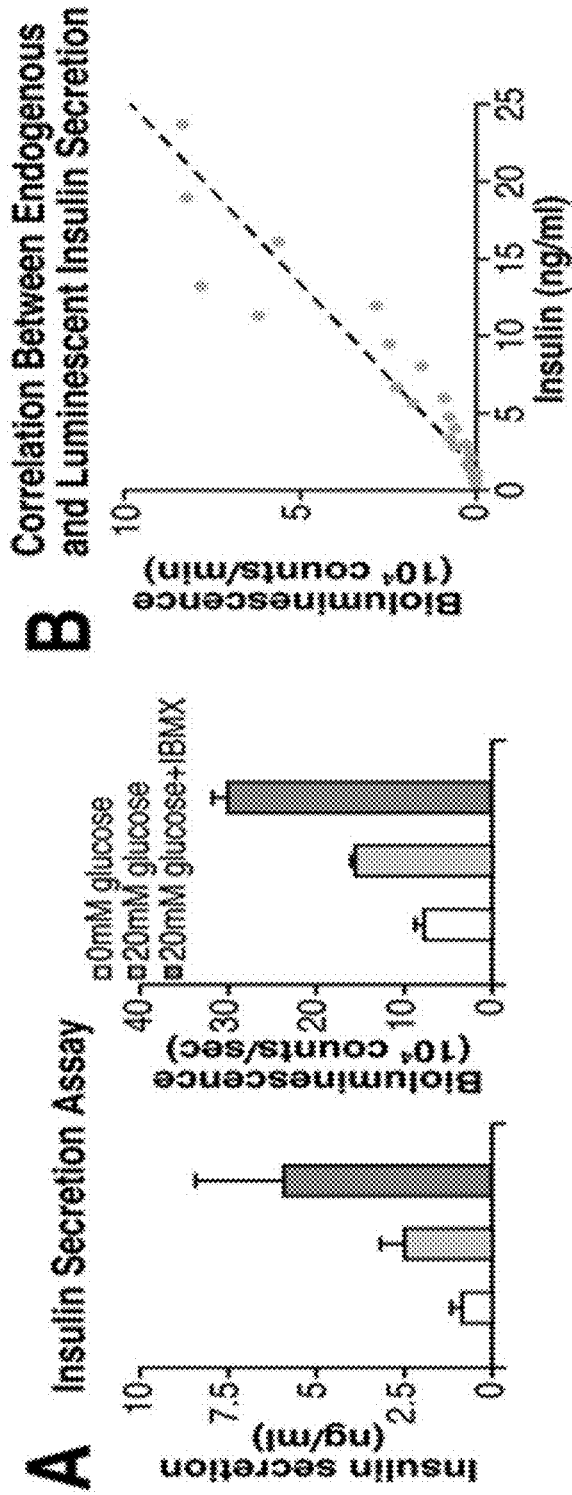 A
Insulin Secretion Assay
Insulin secretion
(ng/ml)
10
7.5
5
2.5
0
Bioluminescence
(10⁴ counts/sec)
40
30
20
10
0
0mM glucose
20mM glucose
20mM glucose+IBMX
B
Correlation Between Endogenous
and Luminescent Insulin Secretion
Bioluminescence
(10⁴ counts/min)
10
5
0
0 5 10 15 20 25
Insulin (ng/ml)